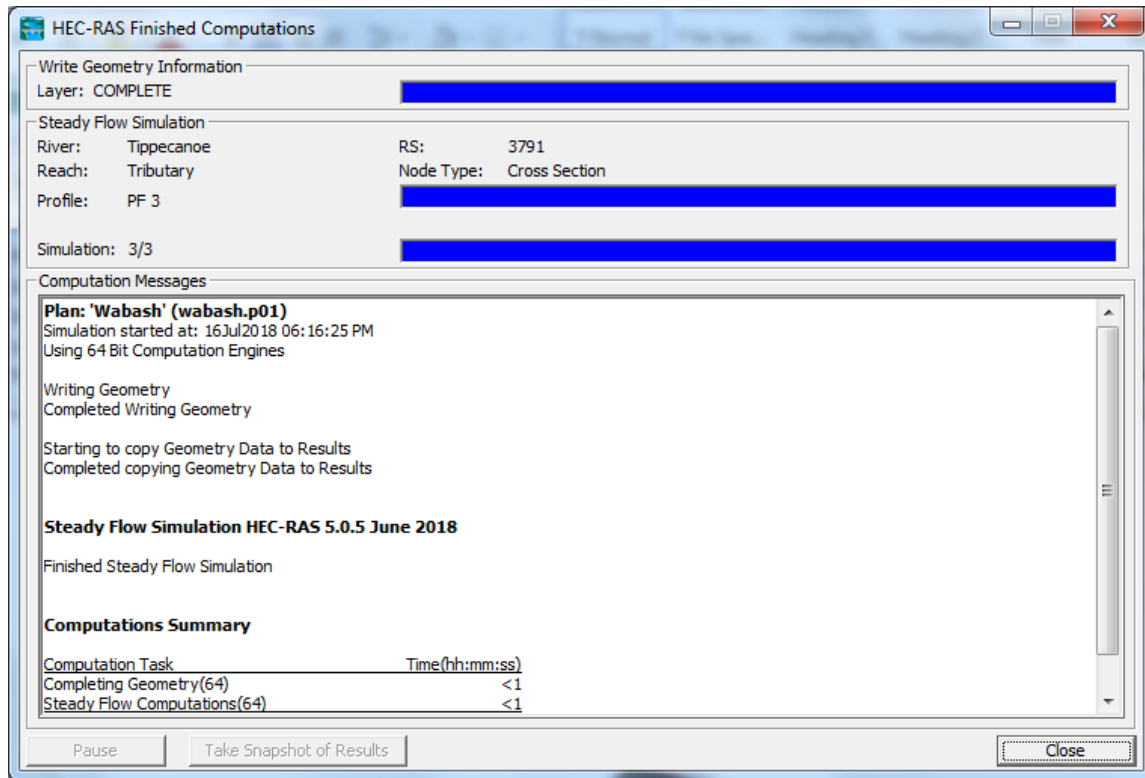 HEC-RAS Finished Computations
Write Geometry Information
Layer: COMPLETE
Steady Flow Simulation
River: Tippecanoe RS: 3791
Reach: Tributary Node Type: Cross Section
Profile: PF 3
Simulation: 3/3
Computation Messages
Plan: 'Wabash' (wabash.p01)
Simulation started at: 16Jul2018 06:16:25 PM
Using 64 Bit Computation Engines
Writing Geometry
Completed Writing Geometry
Starting to copy Geometry Data to Results
Completed copying Geometry Data to Results
Steady Flow Simulation HEC-RAS 5.0.5 June 2018
Finished Steady Flow Simulation
Computations Summary
Computation Task Time(hh:mm:ss)
Completing Geometry(64) <1
Steady Flow Computations(64) <1
Pause Take Snapshot of Results Close